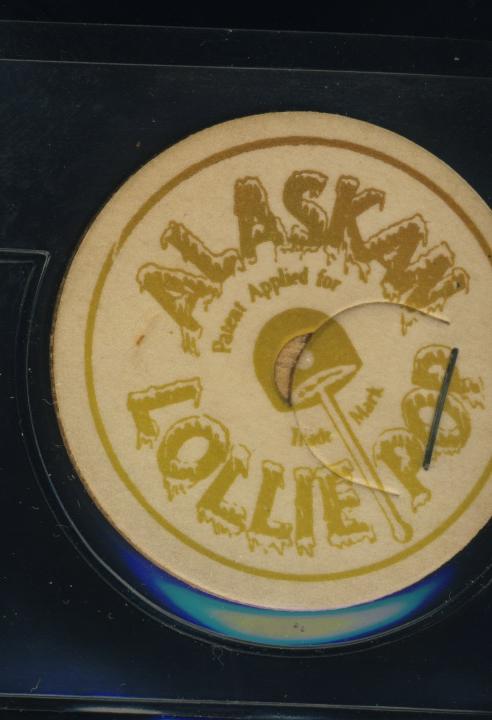 ALASKAN
Patent Applied for
Trade Mark
LOLLIE POP